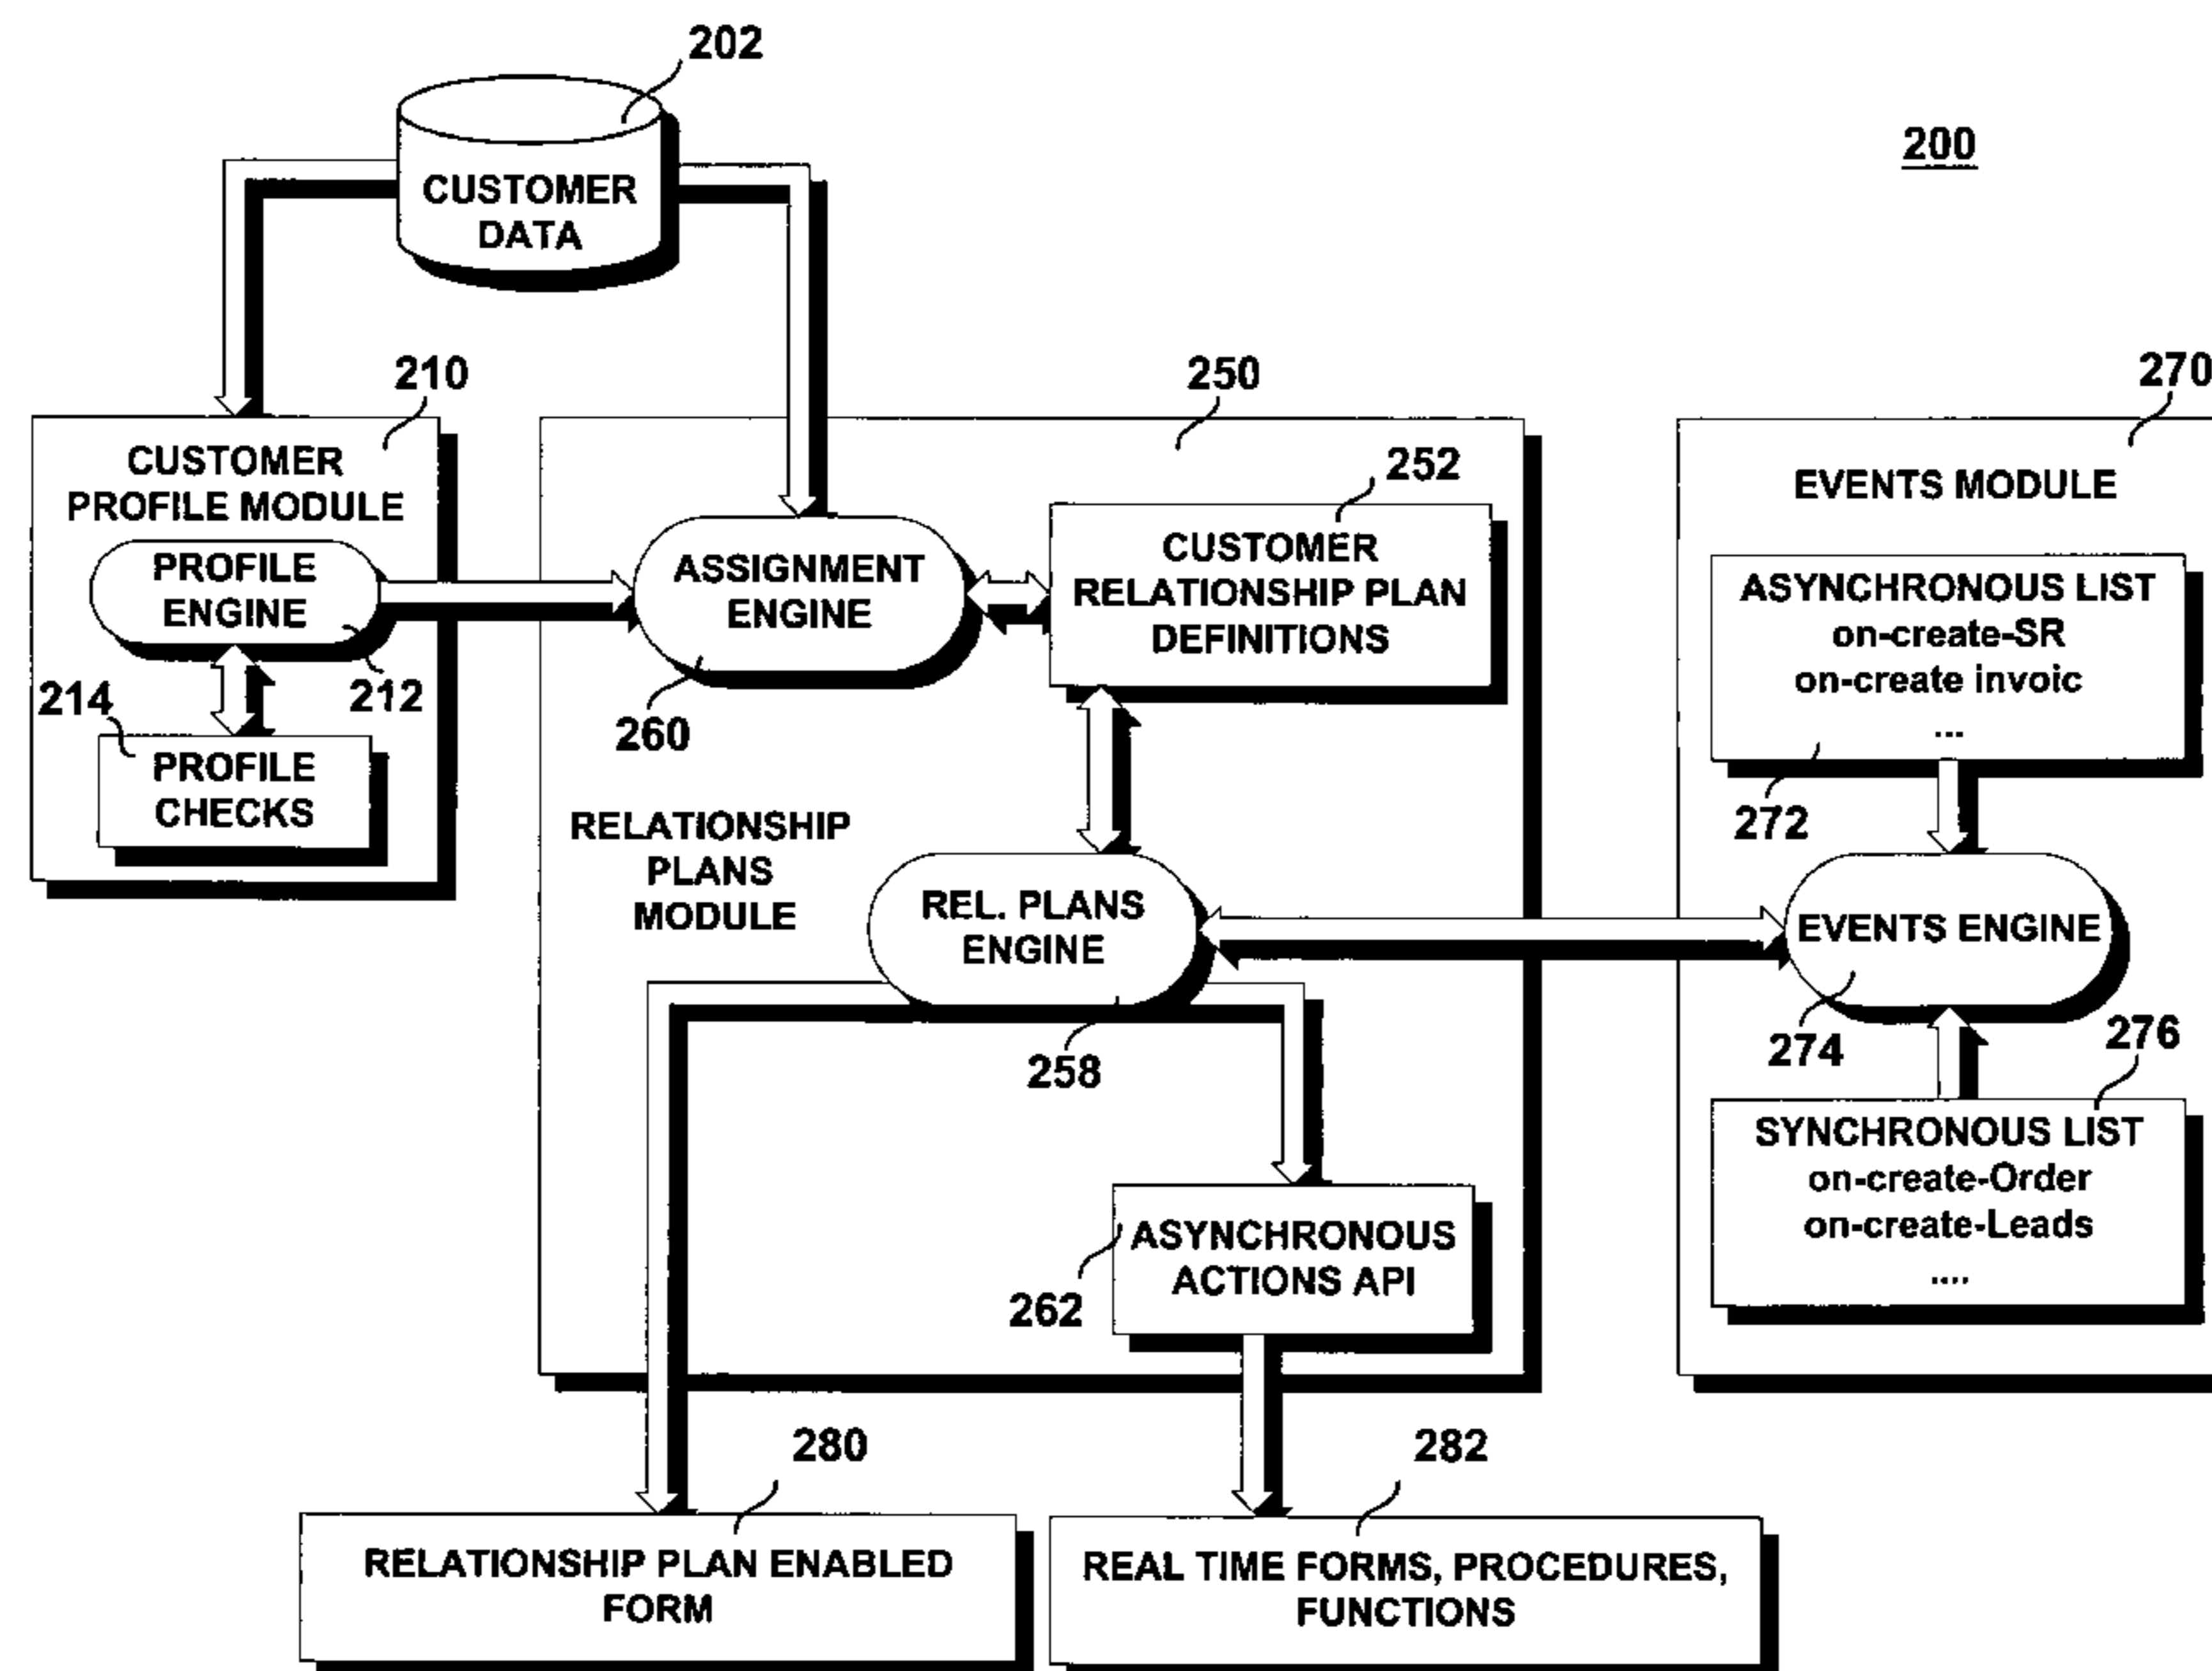 202
200
CUSTOMER
DATA
210
250
270
CUSTOMER
PROFILE MODULE
PROFILE
ENGINE
212
214
PROFILE
CHECKS
252
ASSIGNMENT
ENGINE
260
CUSTOMER
RELATIONSHIP PLAN
DEFINITIONS
RELATIONSHIP
PLANS
MODULE
REL. PLANS
ENGINE
258
ASYNCHRONOUS
ACTIONS API
262
EVENTS MODULE
ASYNCHRONOUS LIST
on-create-SR
on-create invoic
...
272
EVENTS ENGINE
274
276
SYNCHRONOUS LIST
on-create-Order
on-create-Leads
....
280
282
RELATIONSHIP PLAN ENABLED
FORM
REAL TIME FORMS, PROCEDURES,
FUNCTIONS